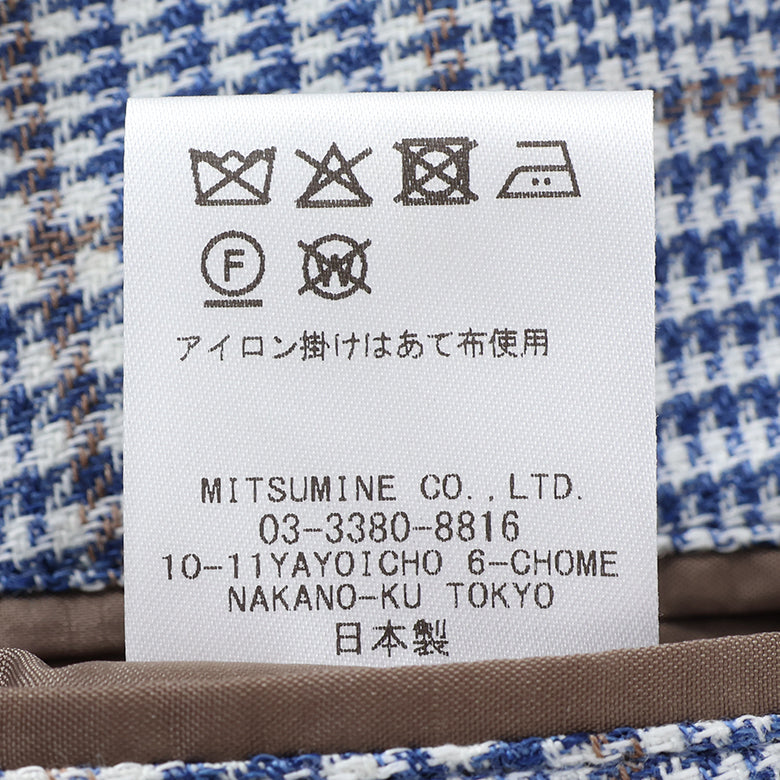 F W
アイロン掛けはあて布使用
MITSUMINE CO.,LTD.
03-3380-8816
10-11YAYOICHO 6-CHOME
NAKANO-KU TOKYO
日本製